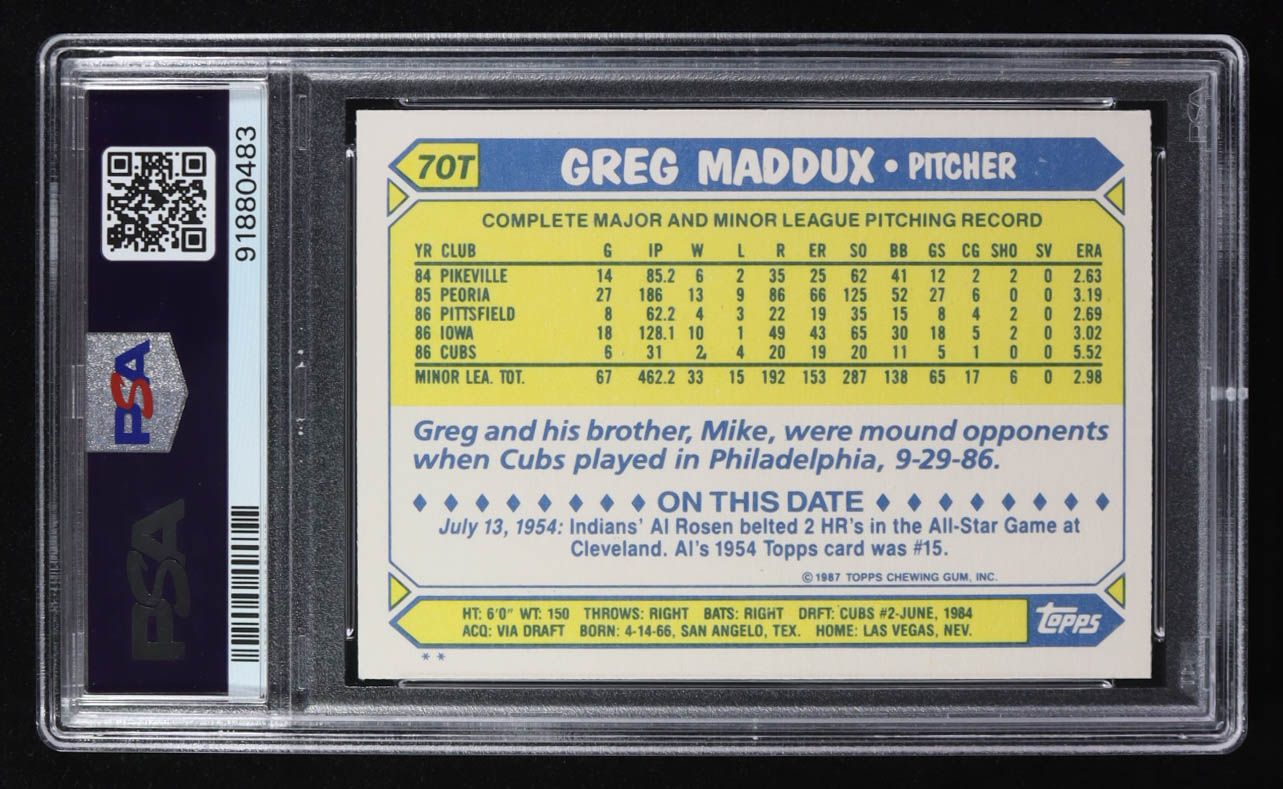 91880483
PSA
PSA
70T GREG MADDUX • PITCHER
COMPLETE MAJOR AND MINOR LEAGUE PITCHING RECORD
YR CLUB G IP W L R ER SO BB GS CG SHO SV ERA
84 PIKEVILLE 14 85.2 6 2 35 25 62 41 12 2 2 0 2.63
85 PEORIA 27 186 13 9 86 66 125 52 27 6 0 0 3.19
86 PITTSFIELD 8 62.2 4 3 22 19 35 15 8 4 2 0 2.69
86 IOWA 18 128.1 10 1 49 43 65 30 18 5 2 0 3.02
86 CUBS 6 31 2 4 20 19 20 11 5 1 0 0 5.52
MINOR LEA. TOT. 67 462.2 33 15 192 153 287 138 65 17 6 0 2.98
Greg and his brother, Mike, were mound opponents
when Cubs played in Philadelphia, 9-29-86.
ON THIS DATE
July 13, 1954: Indians' Al Rosen belted 2 HR's in the All-Star Game at
Cleveland. Al's 1954 Topps card was #15.
© 1987 TOPPS CHEWING GUM, INC.
HT: 6'0" WT: 150 THROWS: RIGHT BATS: RIGHT DRFT: CUBS #2-JUNE, 1984
ACQ: VIA DRAFT BORN: 4-14-66, SAN ANGELO, TEX. HOME: LAS VEGAS, NEV.
Topps
**